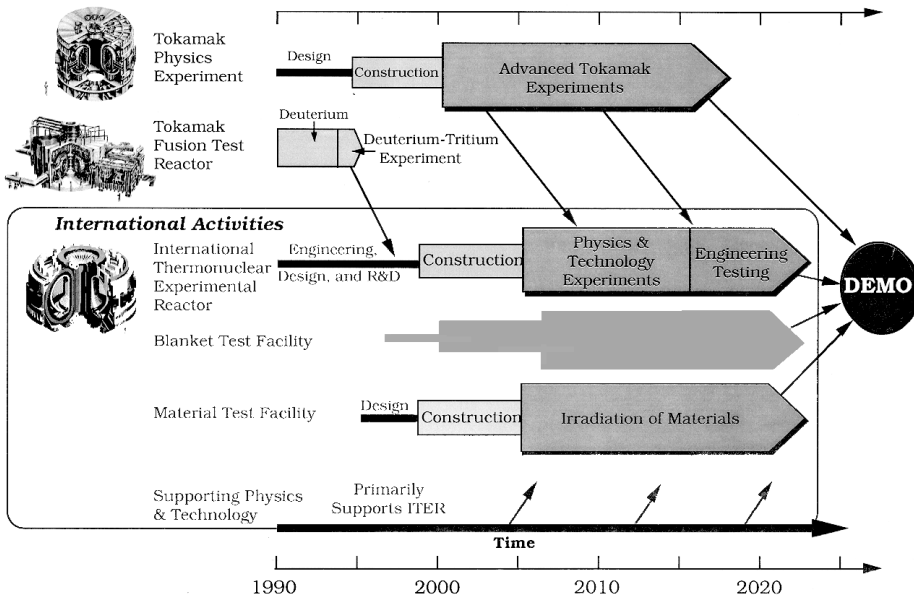 Tokamak
Physics
Experiment
Design
Construction
Advanced Tokamak
Experiments
Tokamak
Fusion Test
Reactor
Deuterium
Deuterium-Tritium
Experiment
International Activities
International
Thermonuclear
Experimental
Reactor
Engineering,
Design, and R&D
Construction
Physics &
Technology
Experiments
Engineering
Testing
DEMO
Blanket Test Facility
Material Test Facility
Design
Construction
Irradiation of Materials
Supporting Physics
& Technology
Primarily
Supports ITER
Time
1990
2000
2010
2020